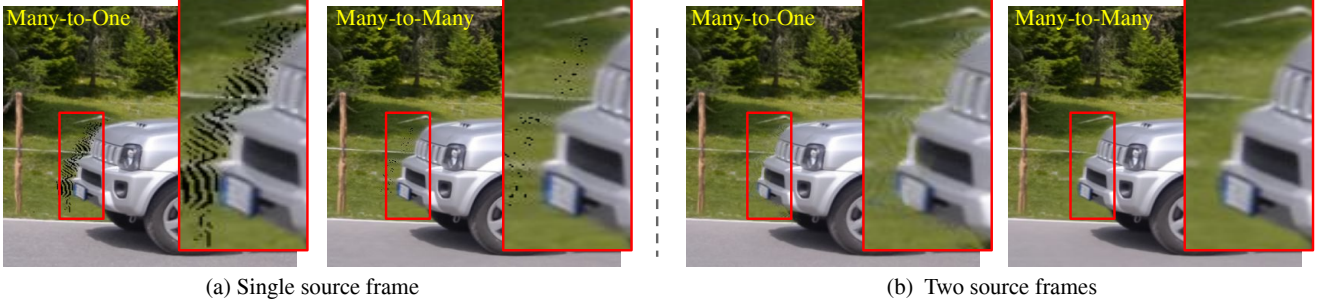 Many-to-One
Many-to-Many
Many-to-One
Many-to-Many
(a) Single source frame
(b) Two source frames